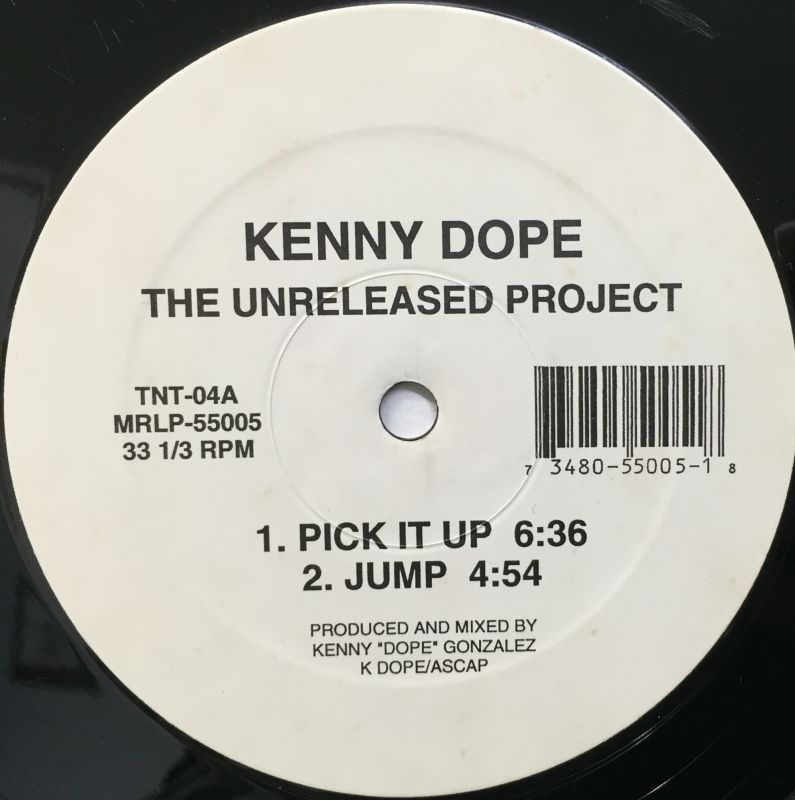 KENNY DOPE
THE UNRELEASED PROJECT
TNT-04A
MRLP-55005
33 1/3 RPM
7 3480-55005-1 8
1. PICK IT UP 6:36
2. JUMP 4:54
PRODUCED AND MIXED BY
KENNY "DOPE" GONZALEZ
K DOPE/ASCAP